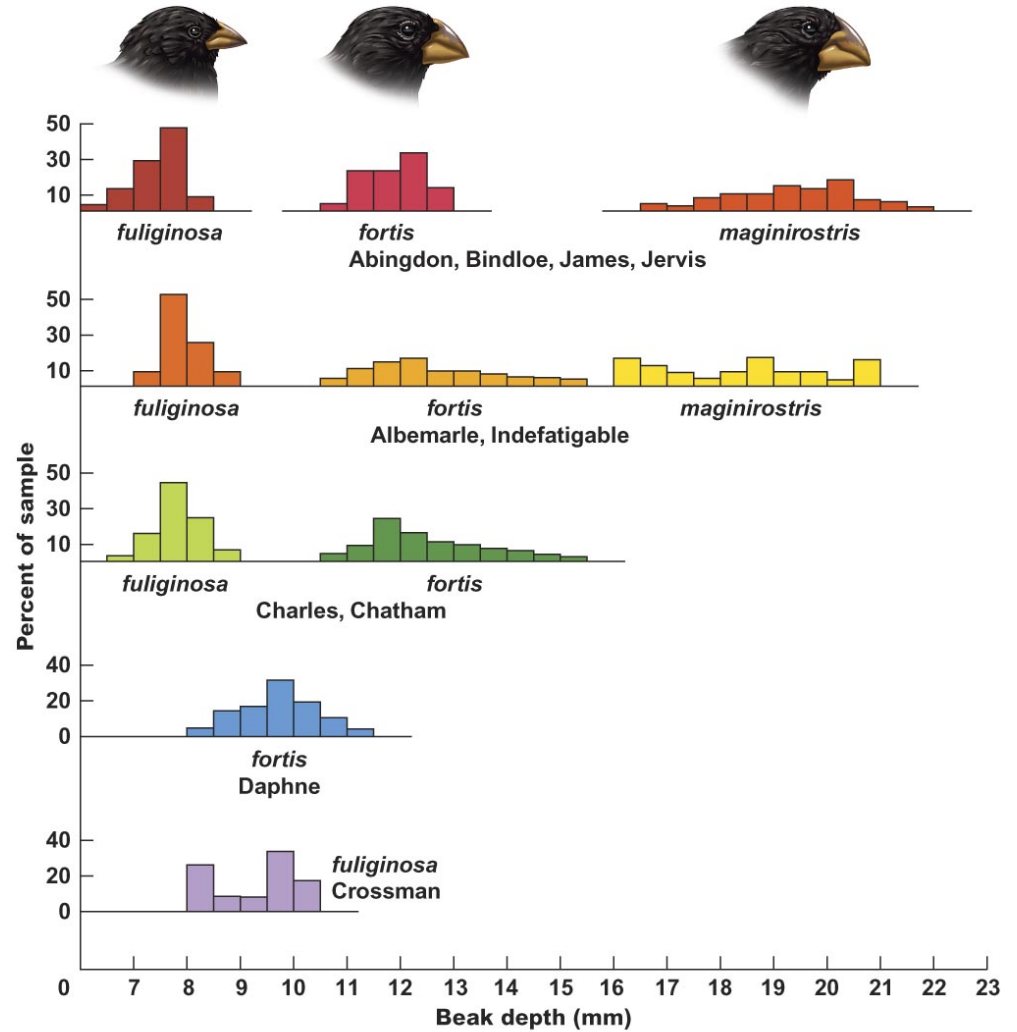 50
30
10
fuliginosa
fortis
maginirostris
Abingdon, Bindloe, James, Jervis
50
30
10
fuliginosa
fortis
maginirostris
Albemarle, Indefatigable
50
30
10
fuliginosa
fortis
Charles, Chatham
Percent of sample
40
20
0
fortis
Daphne
40
20
0
fuliginosa
Crossman
0 7 8 9 10 11 12 13 14 15 16 17 18 19 20 21 22 23
Beak depth (mm)